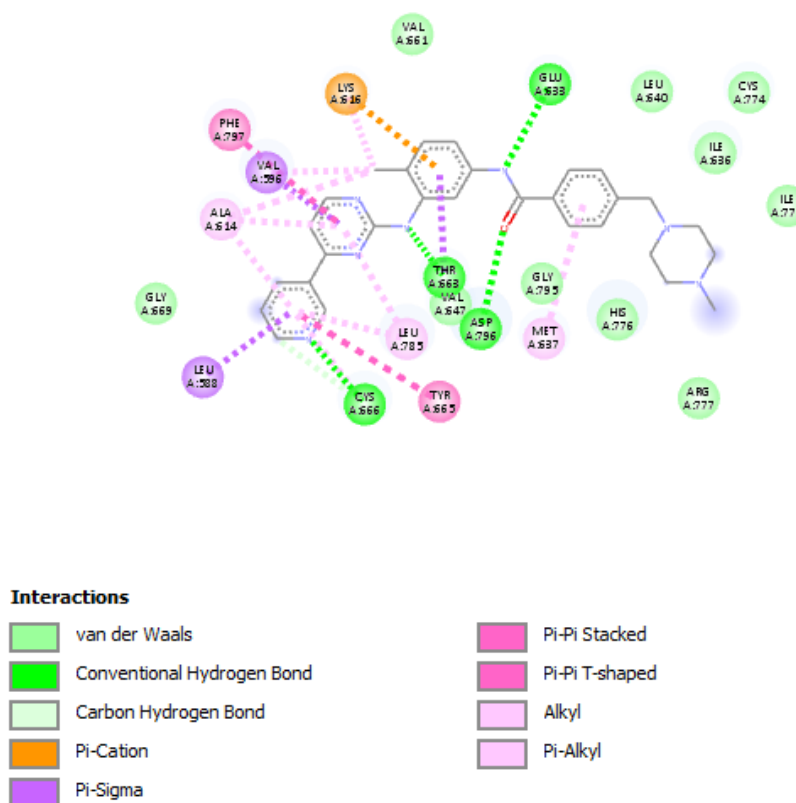 VAL
A:661
GLU
A:633
LYS
A:616
LEU
A:640
CYS
A:774
PHE
A:797
ILE
A:636
VAL
A:596
ILE
A:77
ALA
A:614
THR
A:663
GLY
A:795
GLY
A:669
VAL
A:647
ASP
A:796
HIS
A:776
LEU
A:785
MET
A:637
LEU
A:588
CYS
A:666
TYR
A:665
ARG
A:777
Interactions
van der Waals
Conventional Hydrogen Bond
Carbon Hydrogen Bond
Pi-Cation
Pi-Sigma
Pi-Pi Stacked
Pi-Pi T-shaped
Alkyl
Pi-Alkyl